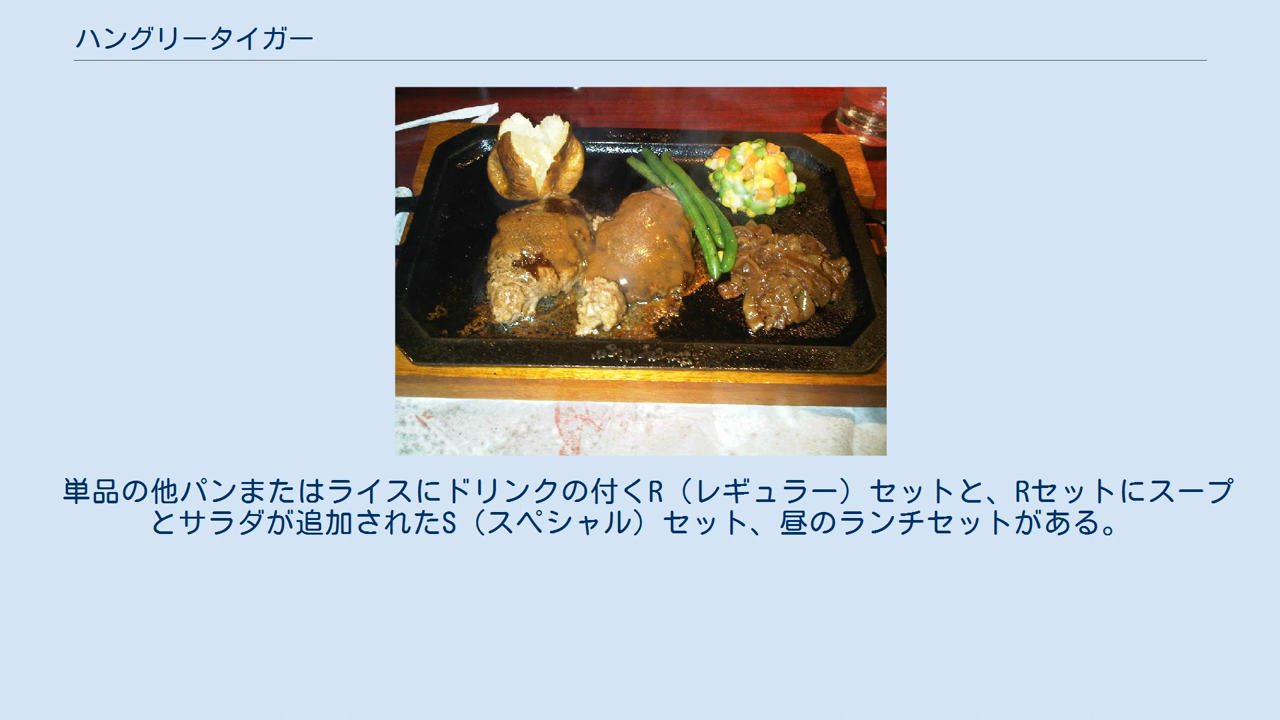 ハングリータイガー
単品の他パンまたはライスにドリンクの付くR（レギュラー）セットと、Rセットにスープ
とサラダが追加されたS（スペシャル）セット、昼のランチセットがある。